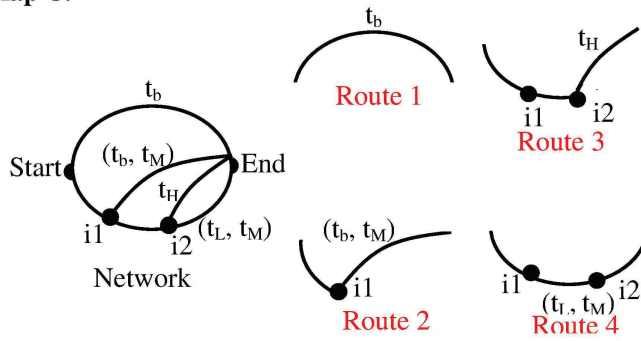 t_b
Start
(t_b, t_M)
t_H
End
i1
i2
(t_L, t_M)
Network
t_b
Route 1
t_H
i1
i2
Route 3
(t_b, t_M)
i1
Route 2
i1
i2
(t_L, t_M)
Route 4